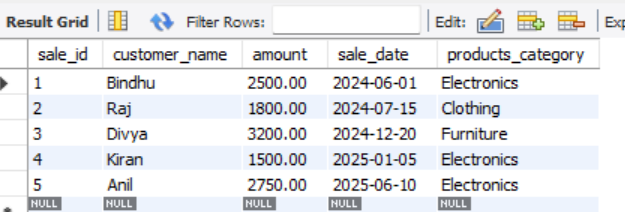 Result Grid Filter Rows: Edit: Exp
sale_id customer_name amount sale_date products_category
1 Bindhu 2500.00 2024-06-01 Electronics
2 Raj 1800.00 2024-07-15 Clothing
3 Divya 3200.00 2024-12-20 Furniture
4 Kiran 1500.00 2025-01-05 Electronics
5 Anil 2750.00 2025-06-10 Electronics
NULL NULL NULL NULL NULL